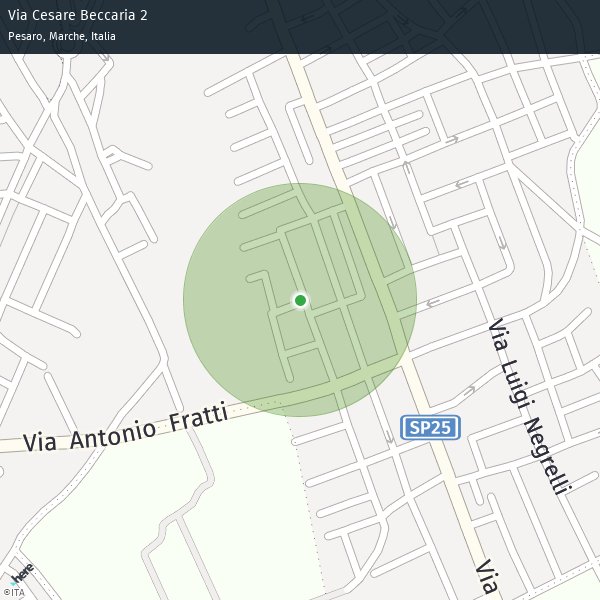 Via Cesare Beccaria 2
Pesaro, Marche, Italia
Via Luigi Negrelli
Via Antonio Fratti
SP25
Via
here
©ITA